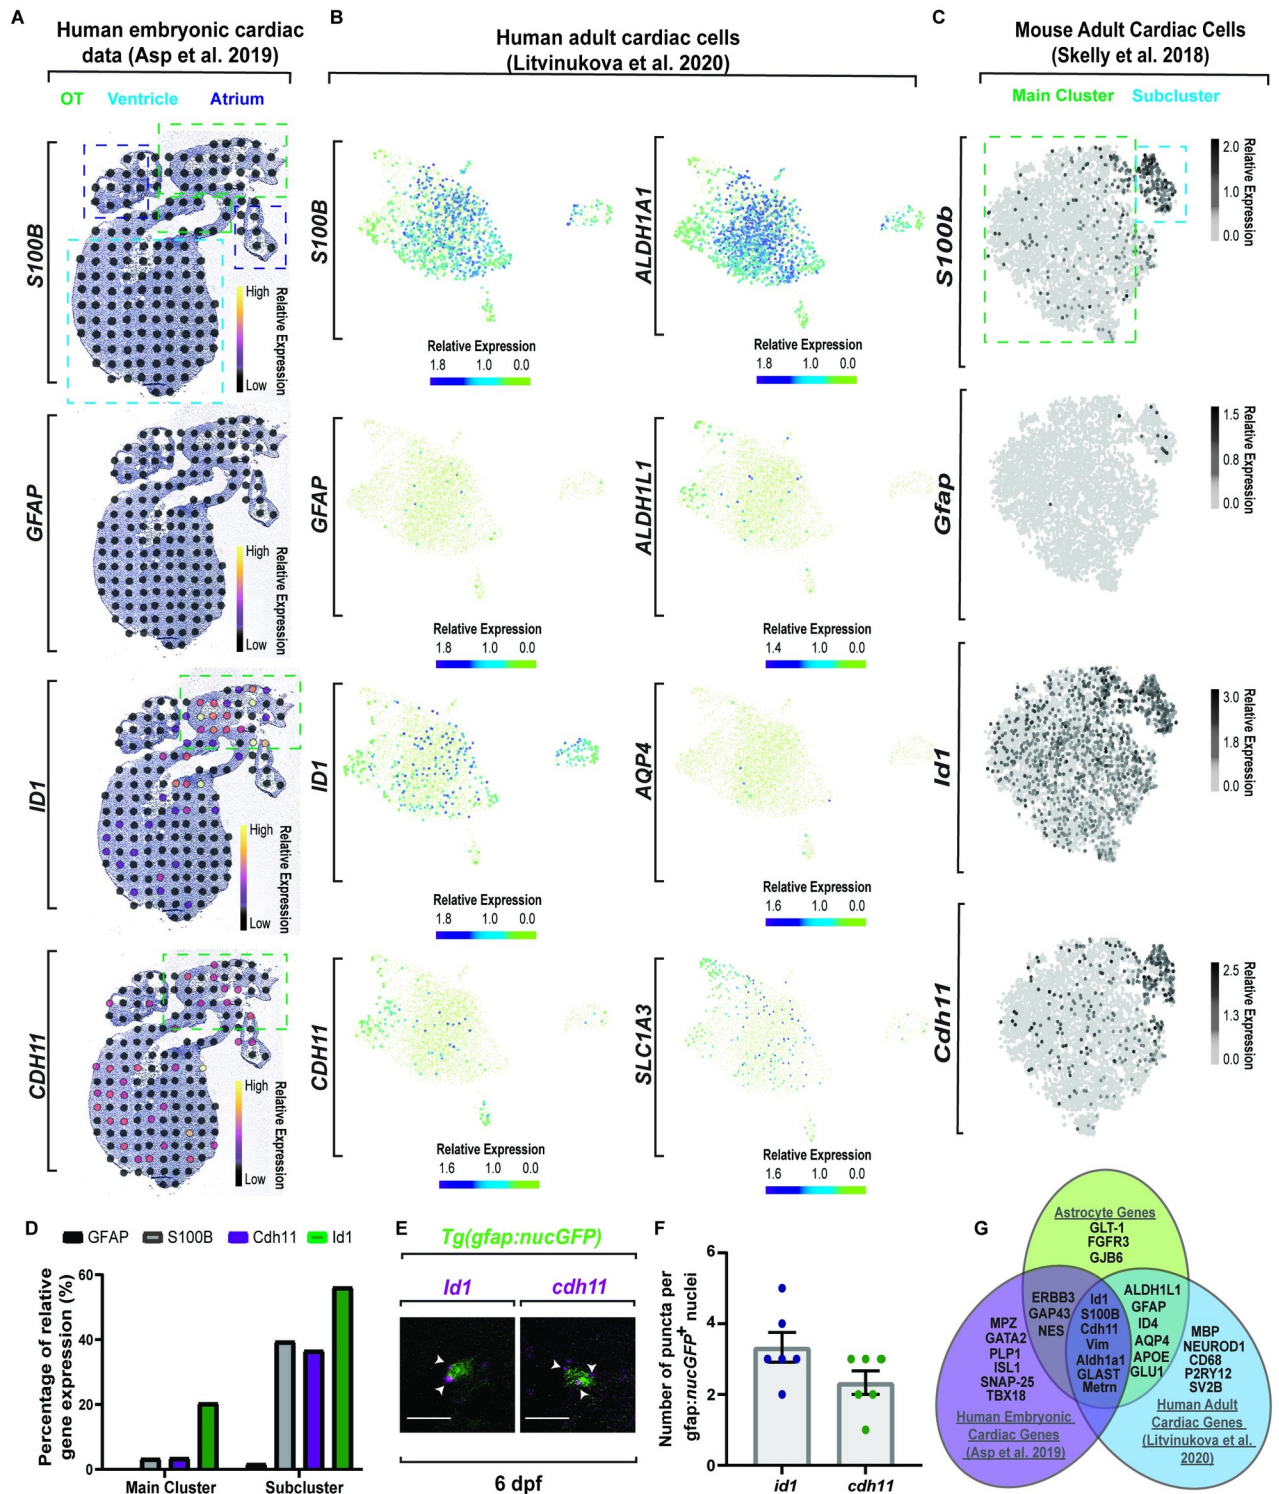 A
Human embryonic cardiac
data (Asp et al. 2019)
OT Ventricle Atrium
S100B
High
Low
Relative Expression
GFAP
High
Low
Relative Expression
ID1
High
Low
Relative Expression
CDH11
High
Low
Relative Expression
B
Human adult cardiac cells
(Litvinukova et al. 2020)
S100B
Relative Expression
1.8 1.0 0.0
ALDH1A1
Relative Expression
1.8 1.0 0.0
GFAP
Relative Expression
1.8 1.0 0.0
ALDH1L1
Relative Expression
1.4 1.0 0.0
ID1
Relative Expression
1.8 1.0 0.0
AQP4
Relative Expression
1.6 1.0 0.0
CDH11
Relative Expression
1.6 1.0 0.0
SLC1A3
Relative Expression
1.6 1.0 0.0
C
Mouse Adult Cardiac Cells
(Skelly et al. 2018)
Main Cluster Subcluster
S100b
2.0
1.0
0.0
Relative Expression
Gfap
1.5
0.8
0.0
Relative Expression
Id1
3.0
1.8
0.0
Relative Expression
Cdh11
2.5
1.3
0.0
Relative Expression
D
GFAP S100B Cdh11 Id1
Percentage of relative
gene expression (%)
60
40
20
0
Main Cluster Subcluster
E
Tg(gfap:nucGFP)
Id1 cdh11
6 dpf
F
Number of puncta per
gfap:nucGFP+ nuclei
6
4
2
0
id1 cdh11
G
Astrocyte Genes
GLT-1
FGFR3
GJB6
ERBB3
GAP43
NES
Id1
S100B
Cdh11
Vim
Aldh1a1
GLAST
Metrn
ALDH1L1
GFAP
ID4
AQP4
APOE
GLU1
MPZ
GATA2
PLP1
ISL1
SNAP-25
TBX18
Human Embryonic
Cardiac Genes
(Asp et al. 2019)
MBP
NEUROD1
CD68
P2RY12
SV2B
Human Adult
Cardiac Genes
(Litvinukova et al.
2020)